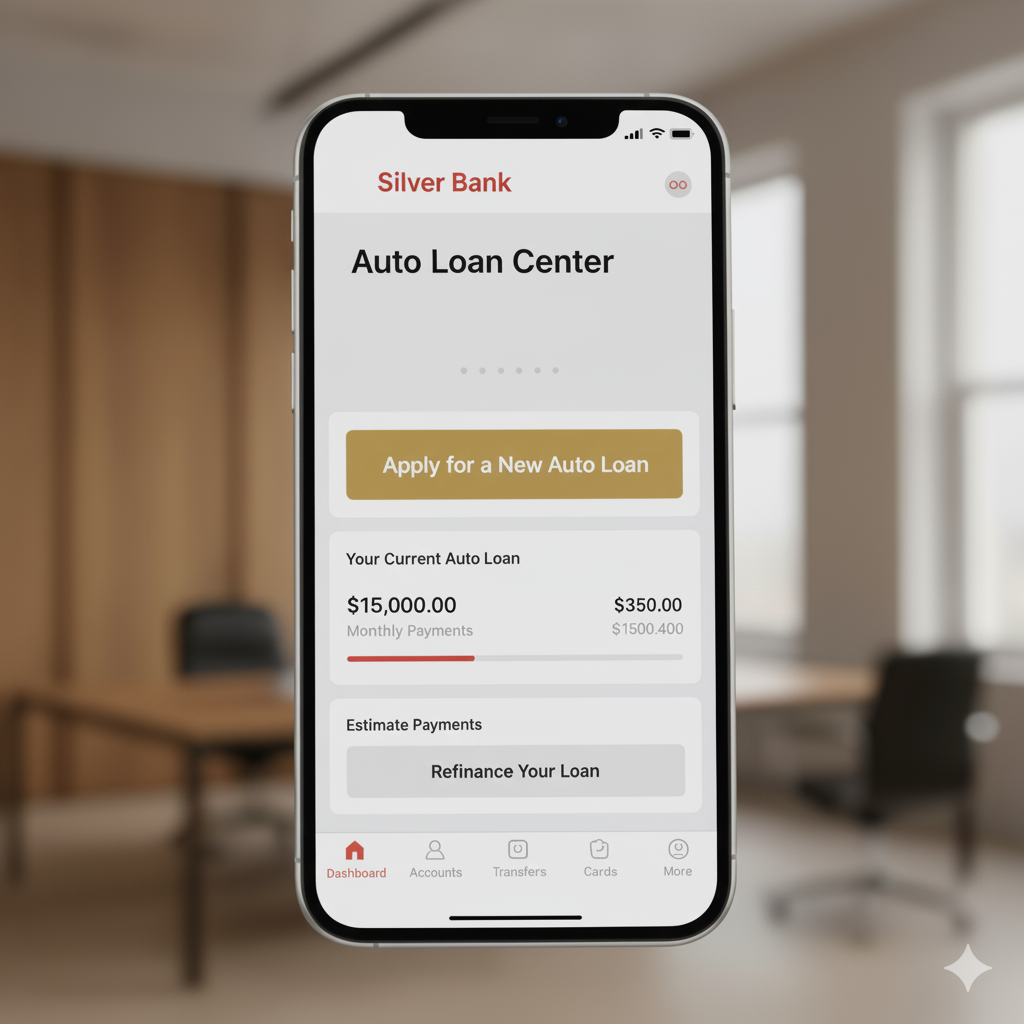 Silver Bank
Auto Loan Center
Apply for a New Auto Loan
Your Current Auto Loan
$15,000.00 $350.00
Monthly Payments $1500.400
Estimate Payments
Refinance Your Loan
Dashboard Accounts Transfers Cards More